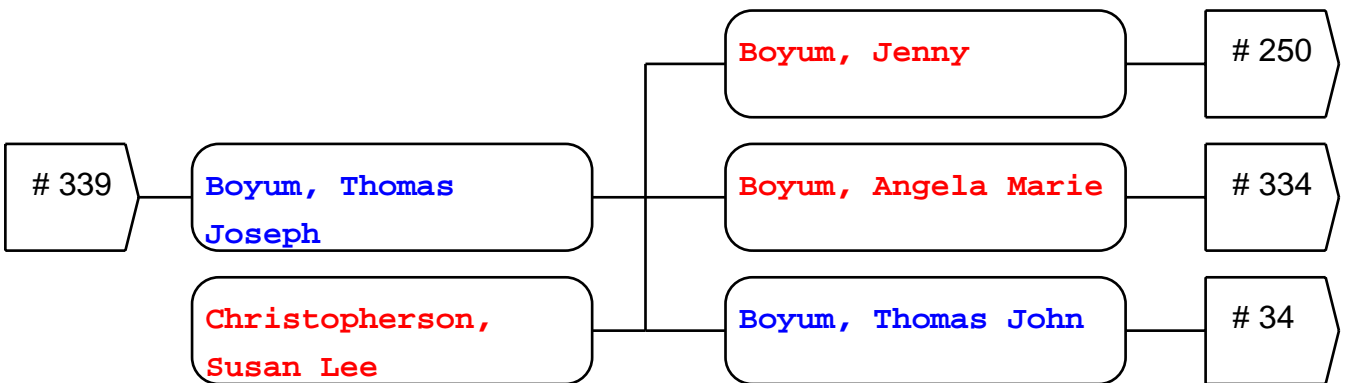 Boyum, Jenny
# 250
# 339
Boyum, Thomas
Joseph
Boyum, Angela Marie
# 334
Christopherson,
Susan Lee
Boyum, Thomas John
# 34